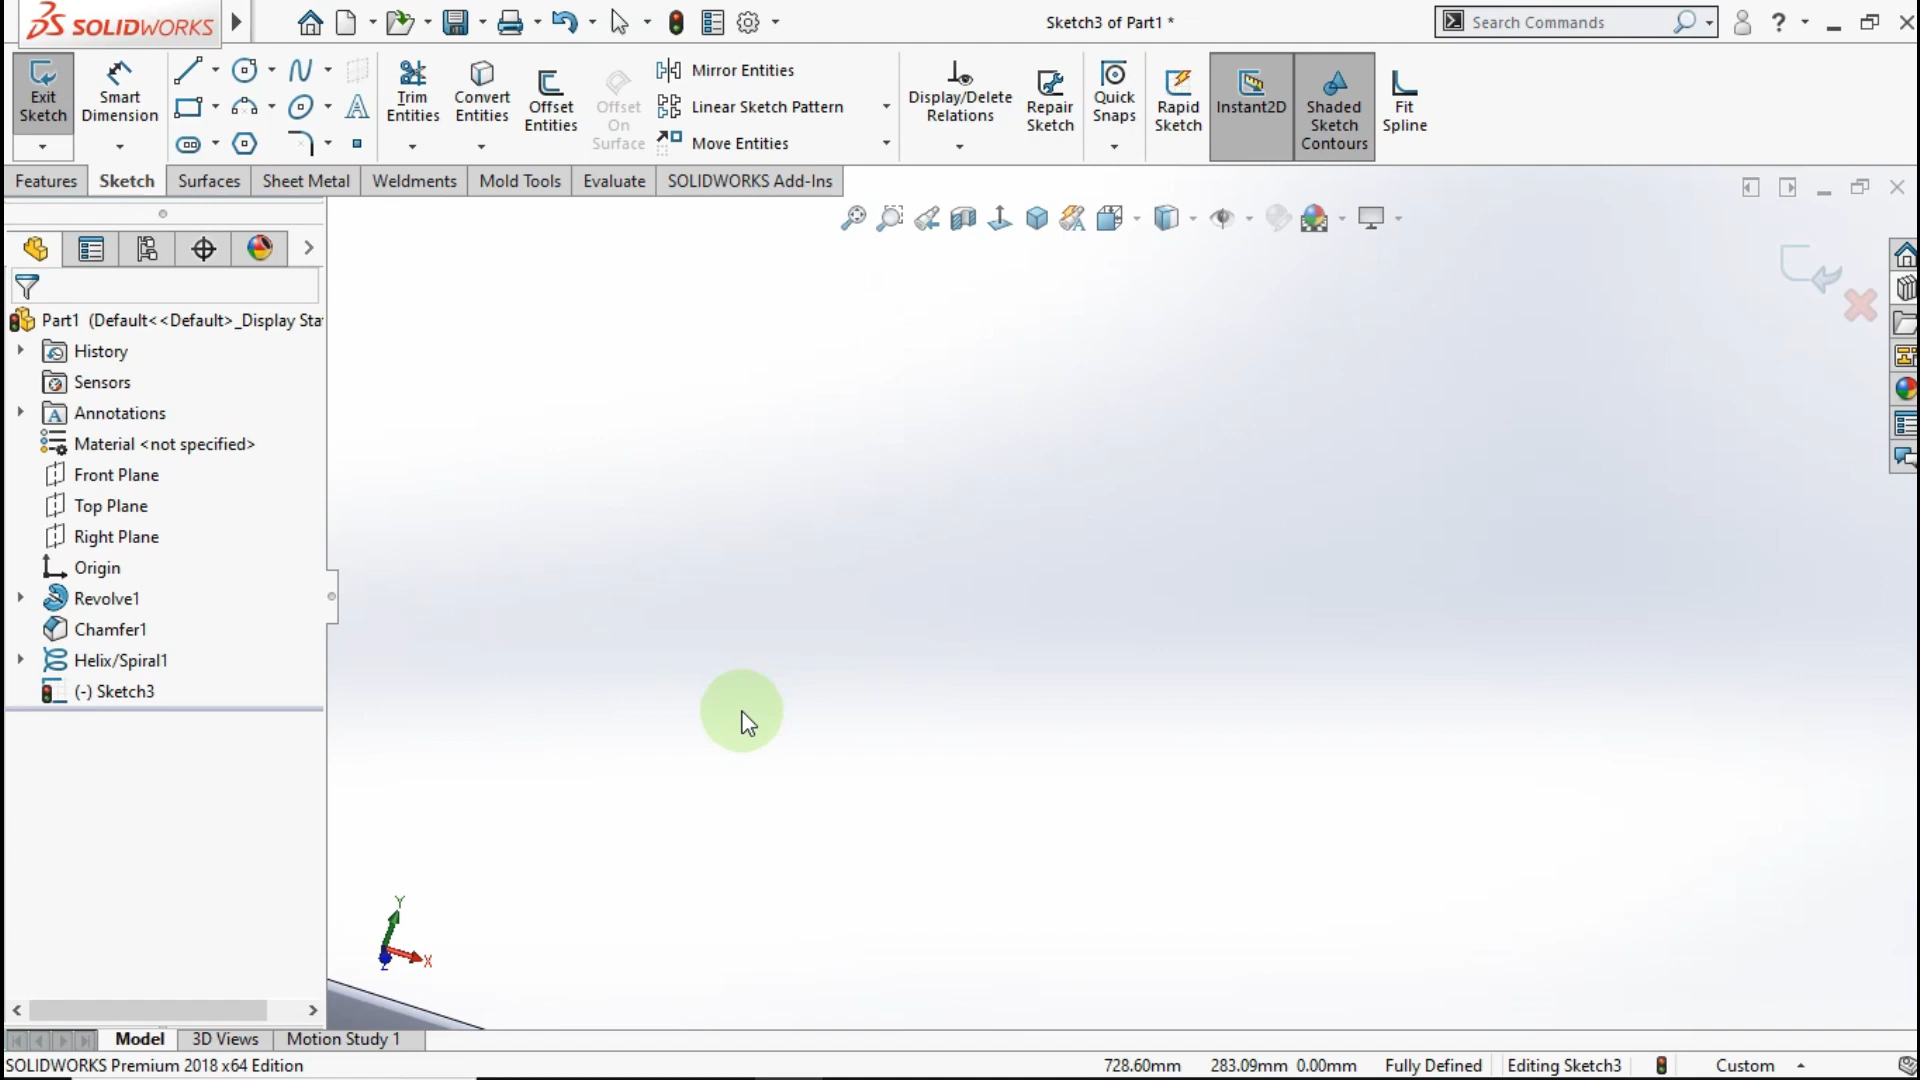 SOLIDWORKS
Sketch3 of Part1 *
Search Commands
?
Exit
Sketch
Smart
Dimension
Trim
Entities
Convert
Entities
Offset
Entities
Offset
On
Surface
Mirror Entities
Linear Sketch Pattern
Move Entities
Display/Delete
Relations
Repair
Sketch
Quick
Snaps
Rapid
Sketch
Instant2D
Shaded
Sketch
Contours
Fit
Spline
Features
Sketch
Surfaces
Sheet Metal
Weldments
Mold Tools
Evaluate
SOLIDWORKS Add-Ins
Part1 (Default<<Default>_Display Sta
History
Sensors
Annotations
Material <not specified>
Front Plane
Top Plane
Right Plane
Origin
Revolve1
Chamfer1
Helix/Spiral1
(-) Sketch3
Y
X
Z
Model
3D Views
Motion Study 1
SOLIDWORKS Premium 2018 x64 Edition
728.60mm
283.09mm 0.00mm
Fully Defined
Editing Sketch3
Custom